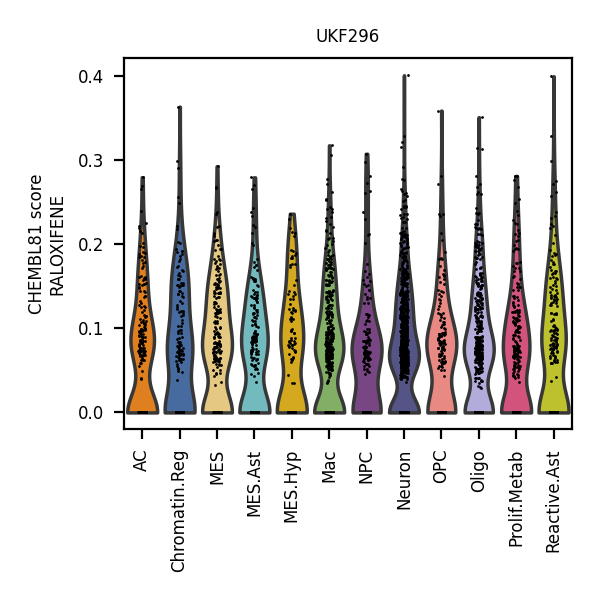 UKF296
CHEMBL81 score
RALOXIFENE
0.4
0.3
0.2
0.1
0.0
AC
Chromatin.Reg
MES
MES.Ast
MES.Hyp
Mac
NPC
Neuron
OPC
Oligo
Prolif.Metab
Reactive.Ast